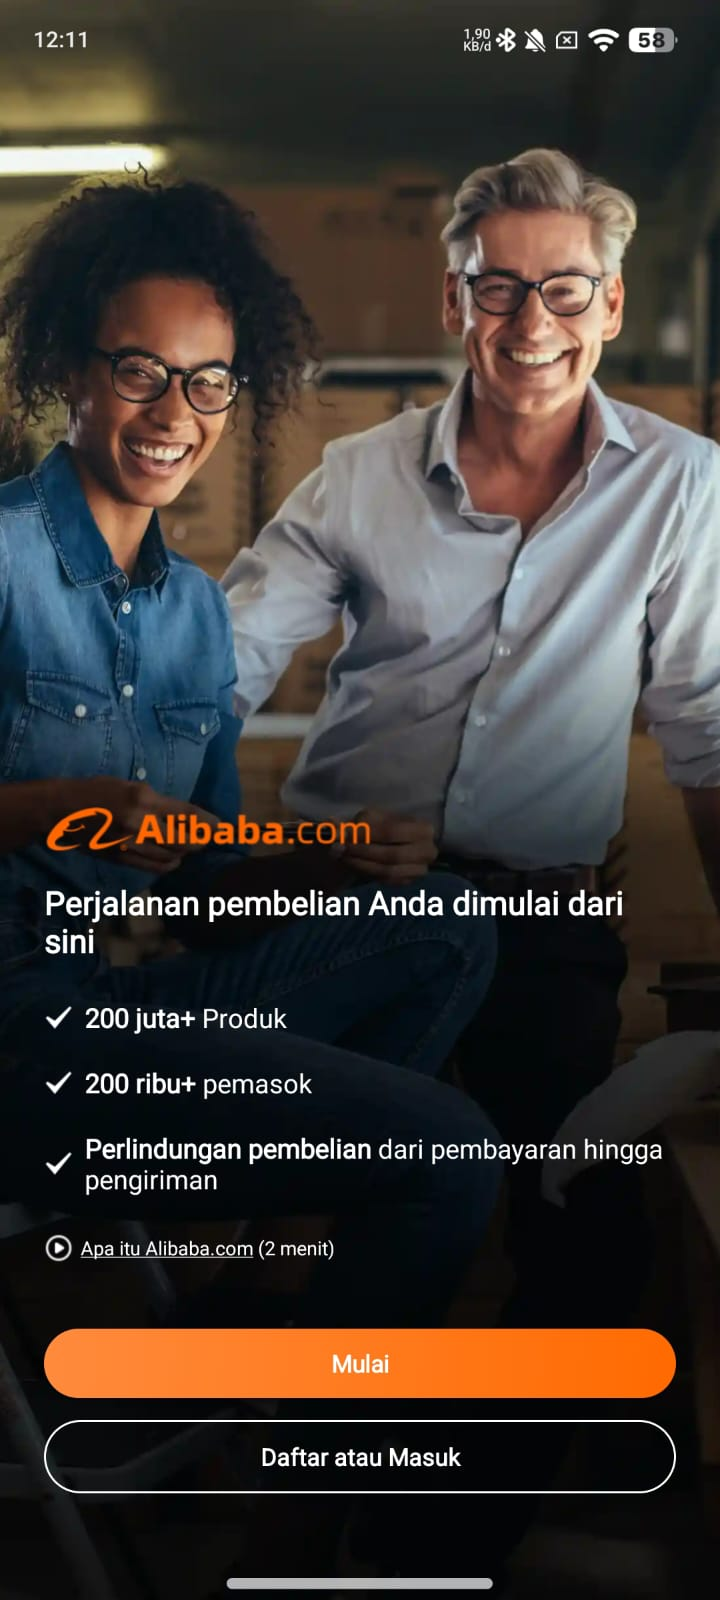 12:11
1,90
KB/d
58
Alibaba.com
Perjalanan pembelian Anda dimulai dari
sini
200 juta+ Produk
200 ribu+ pemasok
Perlindungan pembelian dari pembayaran hingga
pengiriman
Apa itu Alibaba.com (2 menit)
Mulai
Daftar atau Masuk